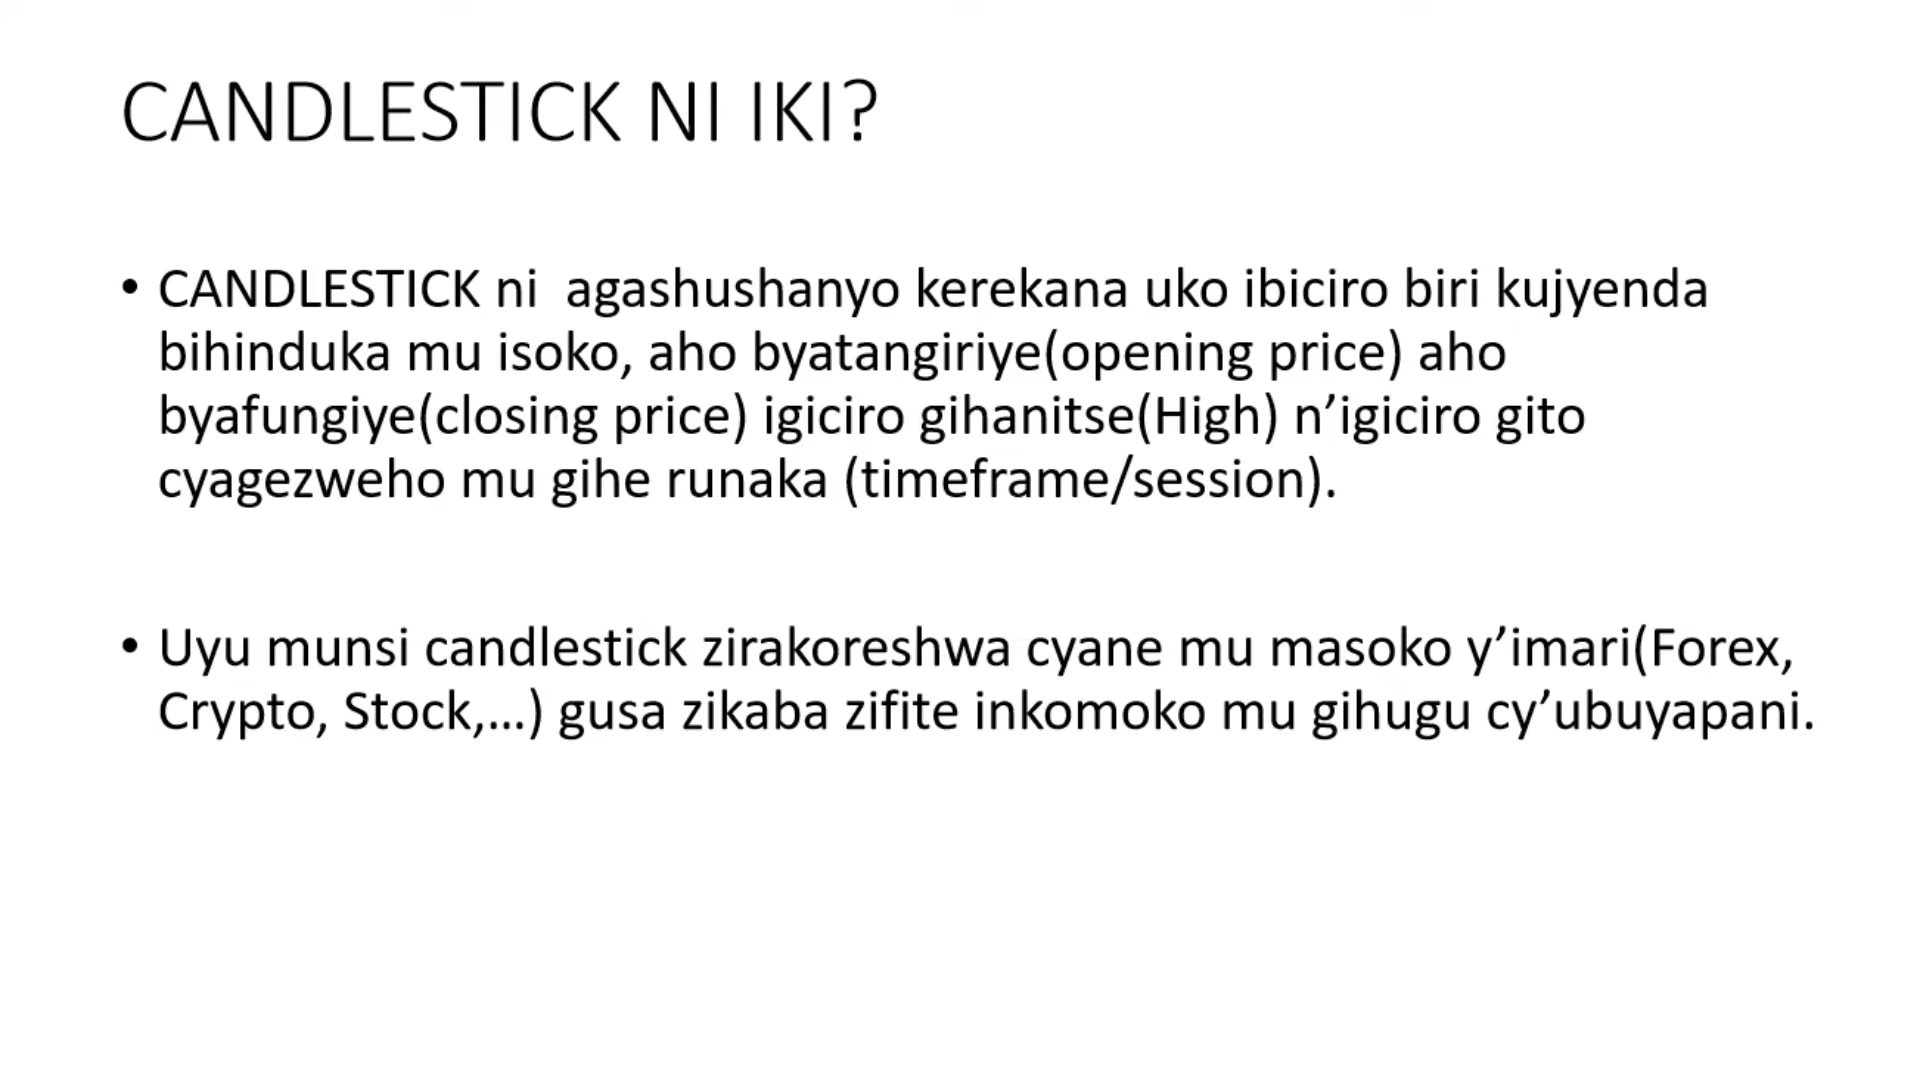 CANDLESTICK NI IKI?
• CANDLESTICK ni  agashushanyo kerekana uko ibiciro biri kujyenda
bihinduka mu isoko, aho byatangiriye(opening price) aho
byafungiye(closing price) igiciro gihanitse(High) n’igiciro gito
cyagezweho mu gihe runaka (timeframe/session).
• Uyu munsi candlestick zirakoreshwa cyane mu masoko y’imari(Forex,
Crypto, Stock,…) gusa zikaba zifite inkomoko mu gihugu cy’ubuyapani.